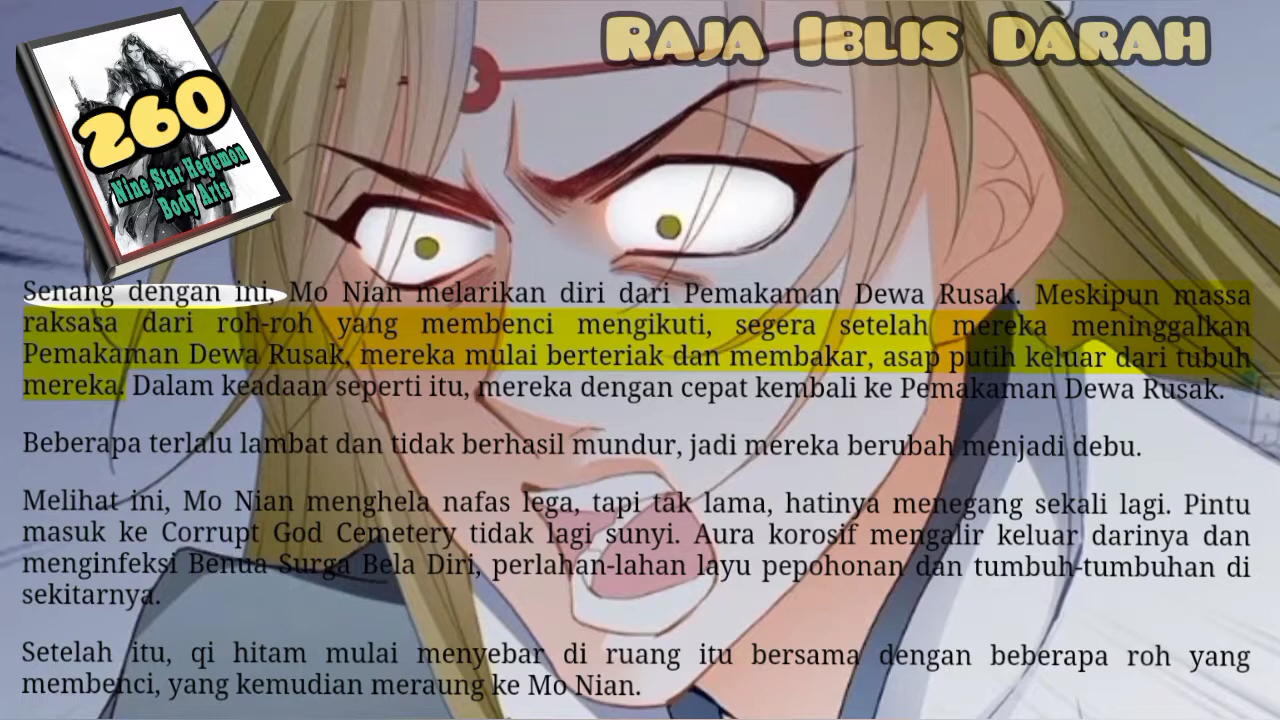 Raja Iblis Darah
260
Nine Star Hegemon
Body Arts
Senang dengan ini, Mo Nian melarikan diri dari Pemakaman Dewa Rusak. Meskipun massa
raksasa dari roh-roh yang membenci mengikuti, segera setelah mereka meninggalkan
Pemakaman Dewa Rusak, mereka mulai berteriak dan membakar, asap putih keluar dari tubuh
mereka. Dalam keadaan seperti itu, mereka dengan cepat kembali ke Pemakaman Dewa Rusak.
Beberapa terlalu lambat dan tidak berhasil mundur, jadi mereka berubah menjadi debu.
Melihat ini, Mo Nian menghela nafas lega, tapi tak lama, hatinya menegang sekali lagi. Pintu
masuk ke Corrupt God Cemetery tidak lagi sunyi. Aura korosif mengalir keluar darinya dan
menginfeksi Benua Surga Bela Diri, perlahan-lahan layu pepohonan dan tumbuh-tumbuhan di
sekitarnya.
Setelah itu, qi hitam mulai menyebar di ruang itu bersama dengan beberapa roh yang
membenci, yang kemudian meraung ke Mo Nian.